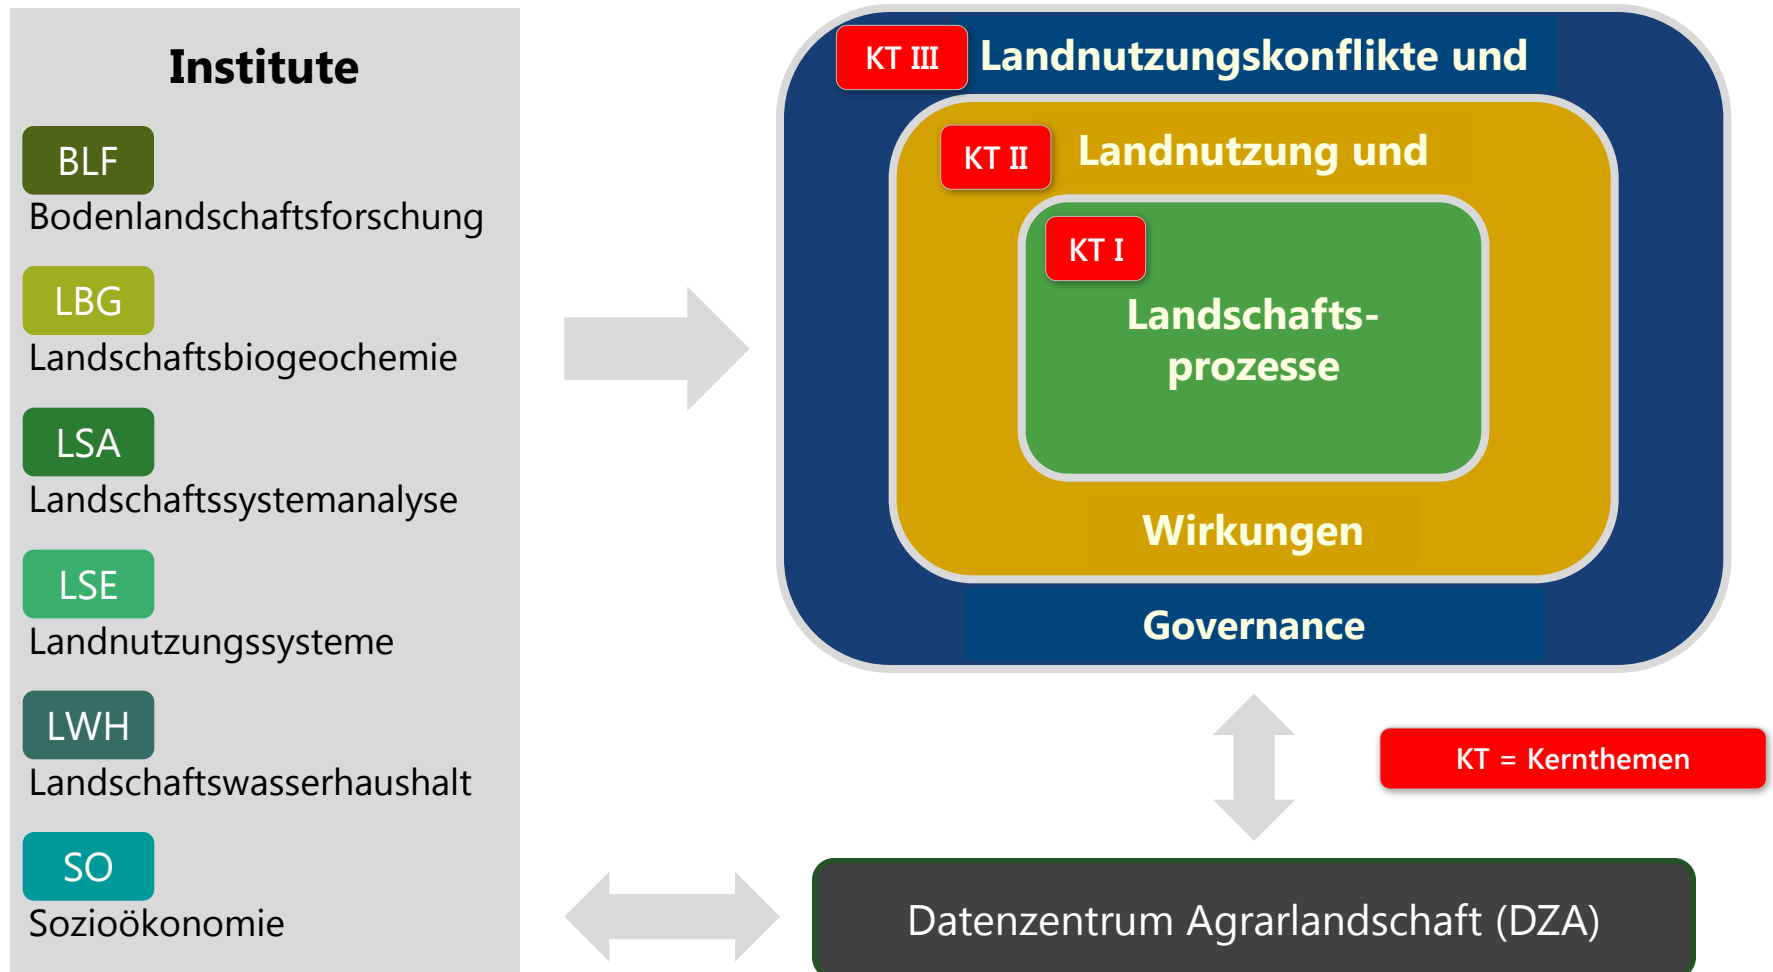 Institute
BLF
Bodenlandschaftsforschung
LBG
Landschaftsbiogeochemie
LSA
Landschaftssystemanalyse
LSE
Landnutzungssysteme
LWH
Landschaftswasserhaushalt
SO
Sozioökonomie
KT III
Landnutzungskonflikte und
KT II
Landnutzung und
KT I
Landschafts-
prozesse
Wirkungen
Governance
KT = Kernthemen
Datenzentrum Agrarlandschaft (DZA)